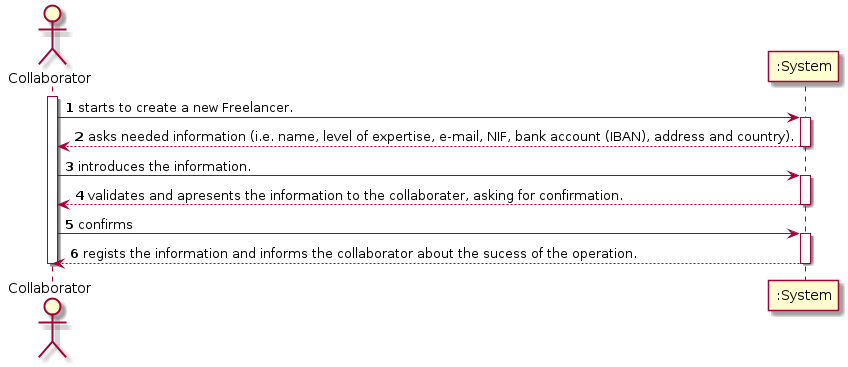 Collaborator
:System
1 starts to create a new Freelancer.
2 asks needed information (i.e. name, level of expertise, e-mail, NIF, bank account (IBAN), address and country).
3 introduces the information.
4 validates and apresents the information to the collaborater, asking for confirmation.
5 confirms
6 regists the information and informs the collaborator about the sucess of the operation.
Collaborator
:System